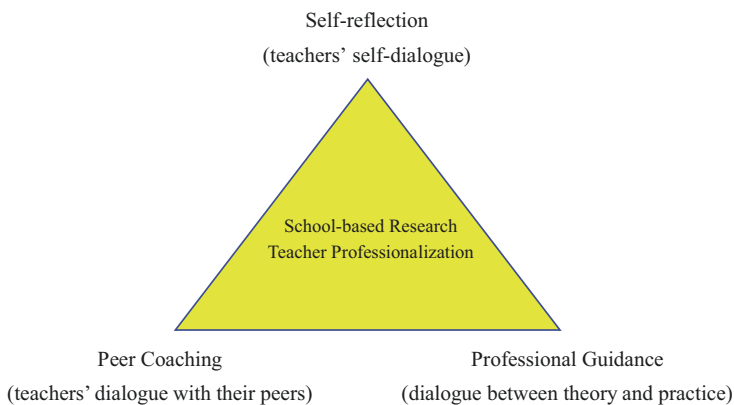 Self-reflection
(teachers’ self-dialogue)
School-based Research
Teacher Professionalization
Peer Coaching
(teachers’ dialogue with their peers)
Professional Guidance
(dialogue between theory and practice)